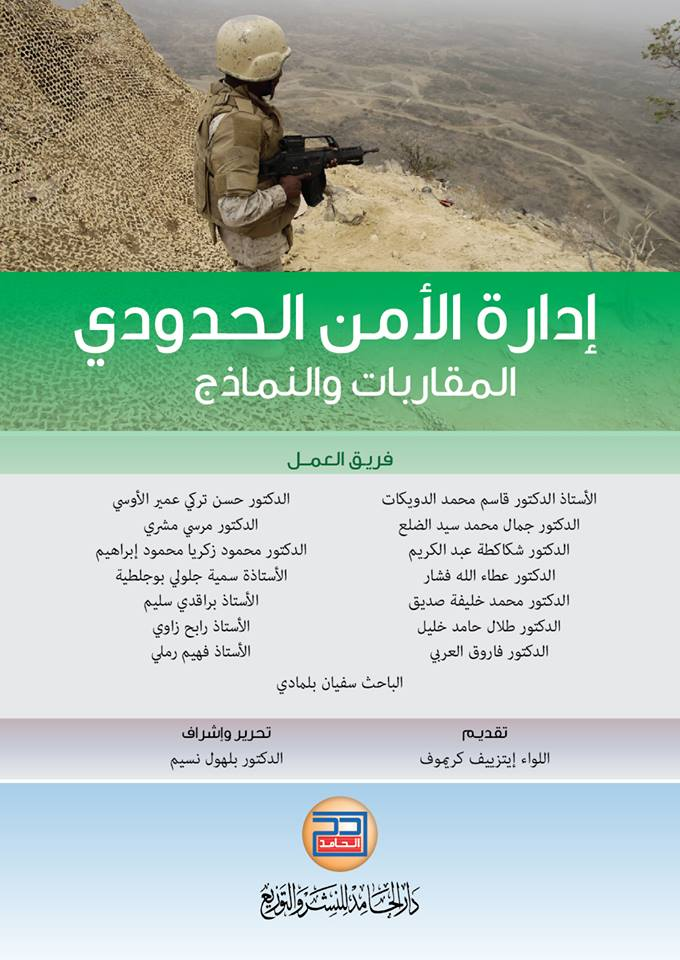 إدارة الأمن الحدودي
المقاربات والنماذج
فريق العمل
الأستاذ الدكتور قاسم محمد الدويكات
الدكتور جمال محمد سيد الضلع
الدكتور شكاكطة عبد الكريم
الدكتور عطاء الله فشار
الدكتور محمد خليفة صديق
الدكتور طلال حامد خليل
الدكتور فاروق العربي
الدكتور حسن تركي عمير الأوسي
الدكتور مرسي مشري
الدكتور محمود زكريا محمود إبراهيم
الأستاذة سمية جلولي بوجلطية
الأستاذ براقدي سليم
الأستاذ رابح زاوي
الأستاذ فهيم رملي
الباحث سفيان بلمادي
تقديم
اللواء إيتزييف كريموف
تحرير وإشراف
الدكتور بلهول نسيم
الحامد
دار الحامد للنشر والتوزيع